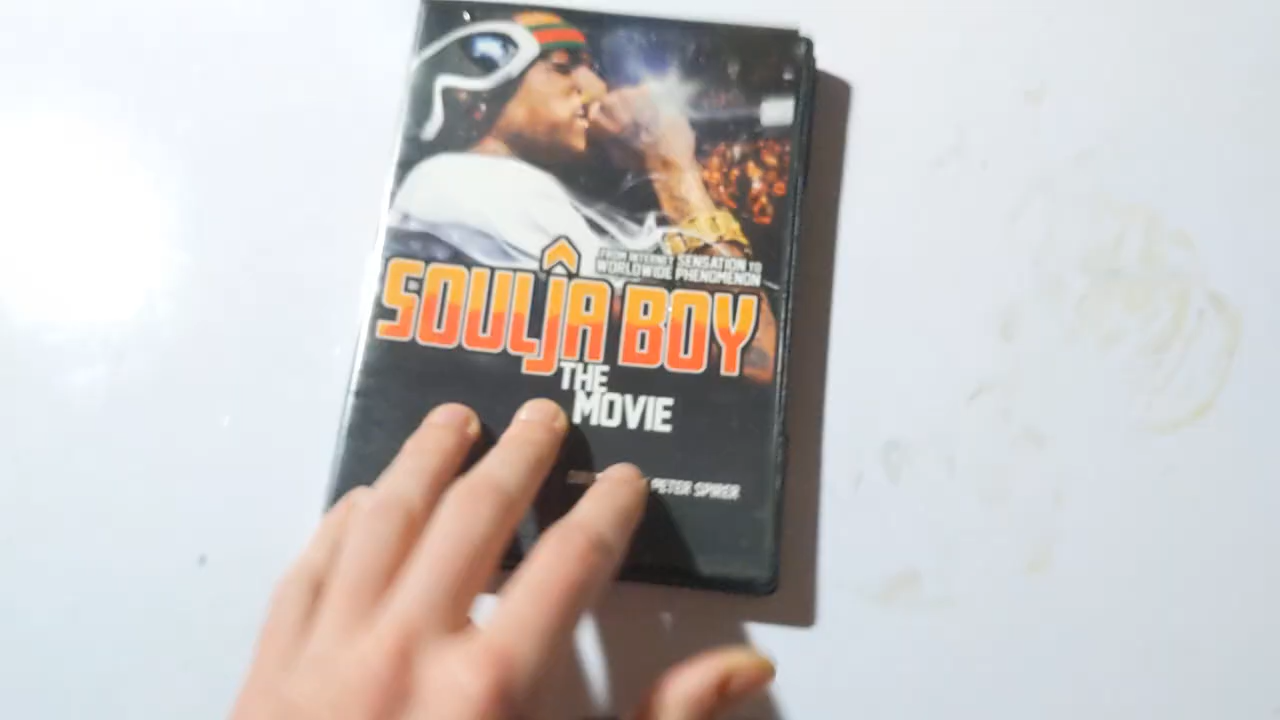 FROM INTERNET SENSATION TO
WORLDWIDE PHENOMENON
SOULJA BOY
THE
MOVIE
PETER SPIRER